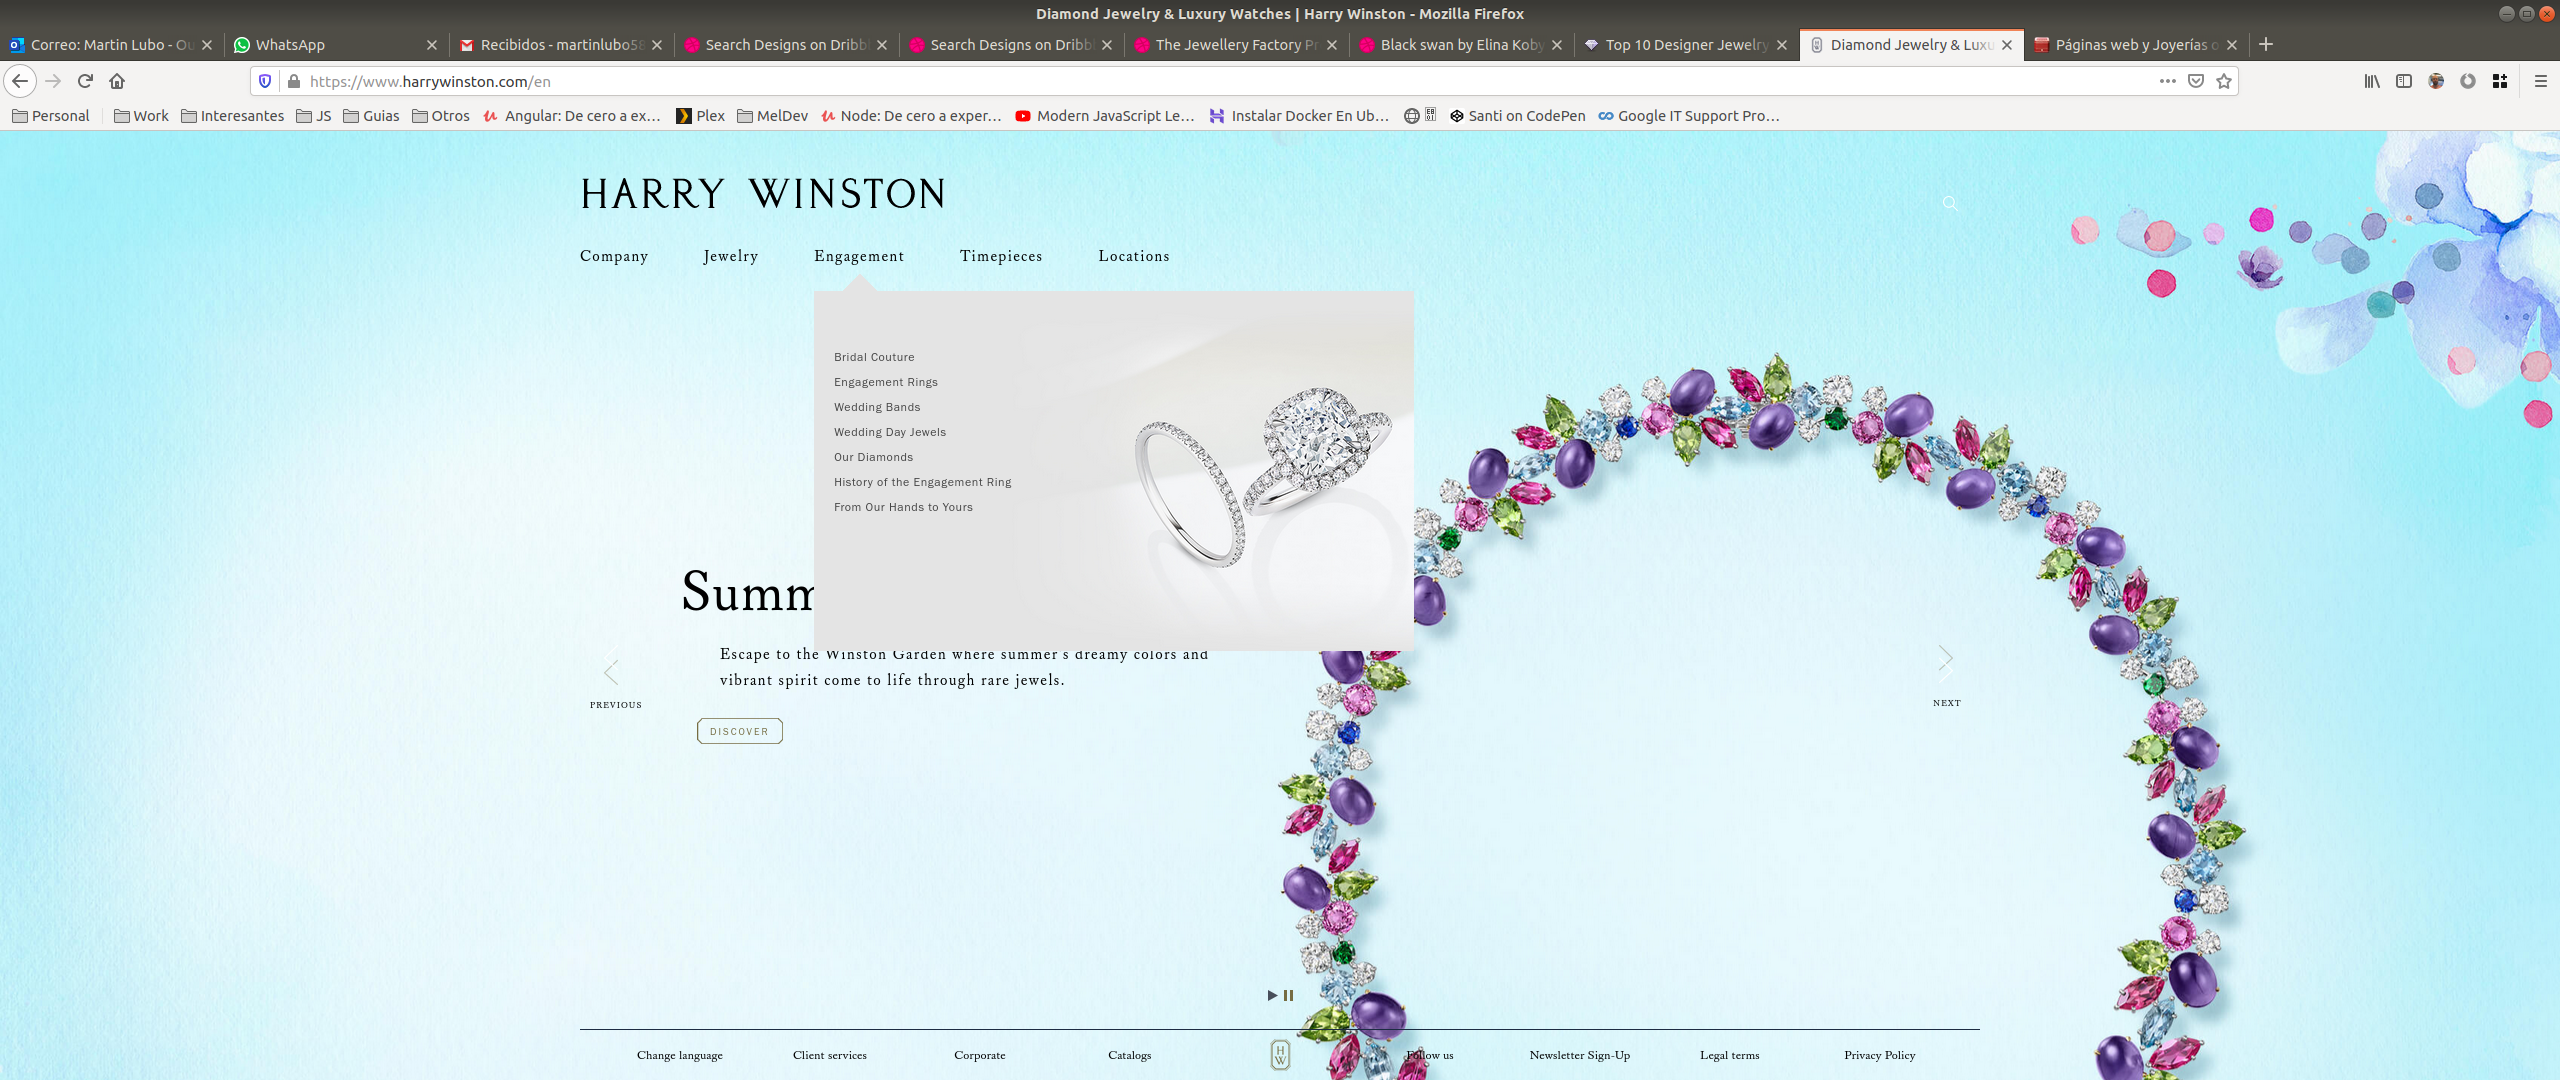 Diamond Jewelry & Luxury Watches | Harry Winston - Mozilla Firefox
Correo: Martin Lubo - Ou
WhatsApp
Recibidos - martinlubo58
Search Designs on Dribb
Search Designs on Dribb
The Jewellery Factory Pr
Black swan by Elina Koby
Top 10 Designer Jewelry
Diamond Jewelry & Luxu
Páginas web y Joyerías o
https://www.harrywinston.com/en
Personal
Work
Interesantes
JS
Guias
Otros
Angular: De cero a ex…
Plex
MelDev
Node: De cero a exper…
Modern JavaScript Le…
Instalar Docker En Ub…
Santi on CodePen
Google IT Support Pro…
HARRY WINSTON
Company
Jewelry
Engagement
Timepieces
Locations
Bridal Couture
Engagement Rings
Wedding Bands
Wedding Day Jewels
Our Diamonds
History of the Engagement Ring
From Our Hands to Yours
Summ
Escape to the Winston Garden where summer's dreamy colors and
vibrant spirit come to life through rare jewels.
DISCOVER
PREVIOUS
NEXT
Change language
Client services
Corporate
Catalogs
HW
Follow us
Newsletter Sign-Up
Legal terms
Privacy Policy